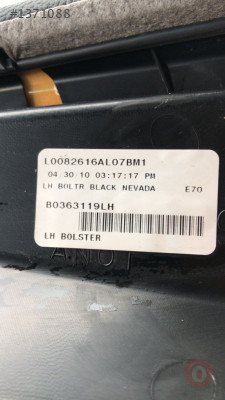 #1371088
L0082616AL07BM1
04.30.10 03:17:17 PM
LH BOLTR BLACK NEVADA E70
B0363119LH
LH BOLSTER